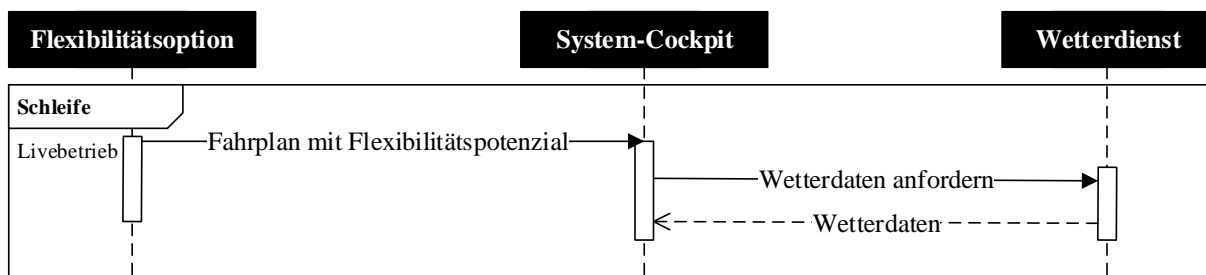 Flexibilitätsoption
System-Cockpit
Wetterdienst
Schleife
Livebetrieb
Fahrplan mit Flexibilitätspotenzial
Wetterdaten anfordern
Wetterdaten